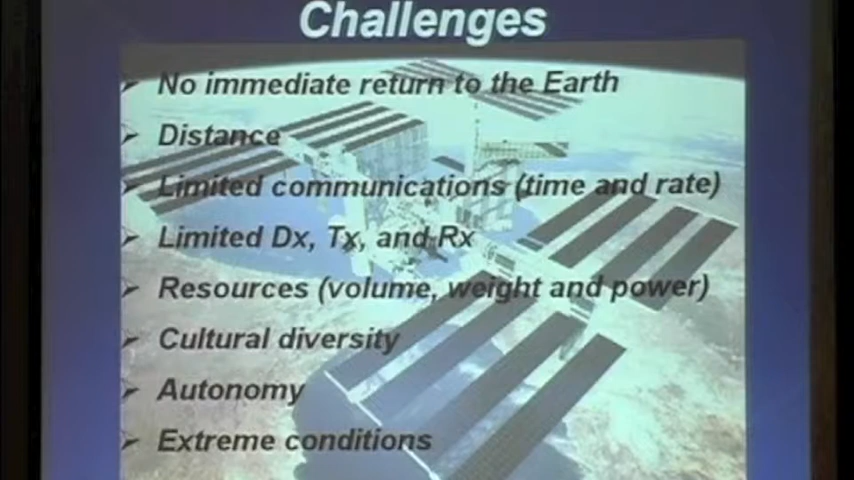 Challenges
➢ No immediate return to the Earth
➢ Distance
➢ Limited communications (time and rate)
➢ Limited Dx, Tx, and Rx
➢ Resources (volume, weight and power)
➢ Cultural diversity
➢ Autonomy
➢ Extreme conditions